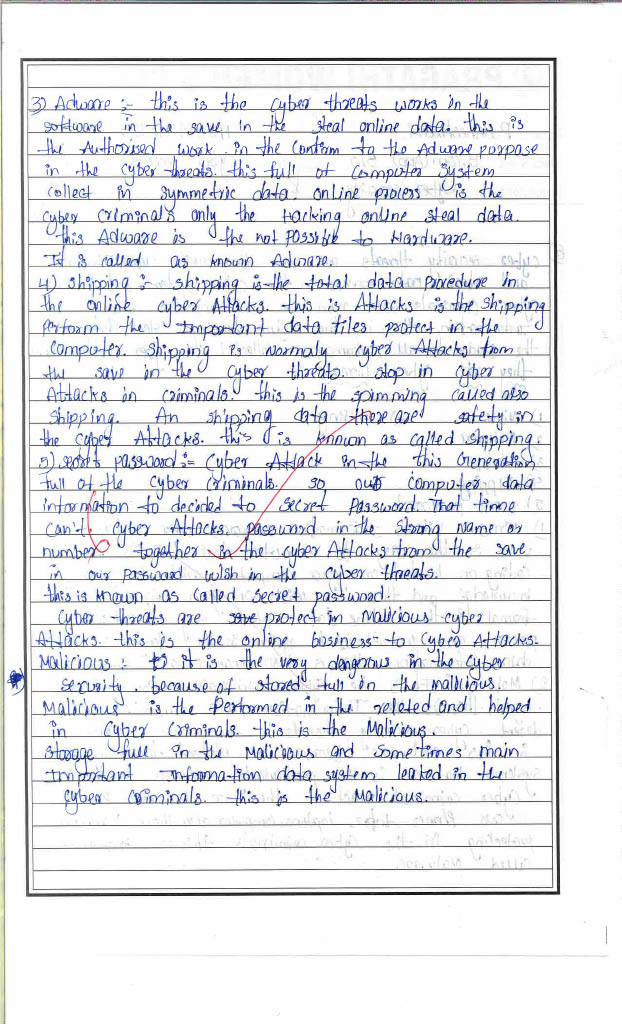 3) Adware :- this is the Cyber threats works in the
software in the save in the steal online data. this is
the Authorised work. in the Confirm to the Adware purpose
in the cyber threats. this full of Computer System
collect in symmetric data. online process is the
cyber criminals only the Hacking online steal data.
this Adware is the not possible to Hardware.
It is called as known Adware.
4) shipping :- shipping is the total data procedure in
the online cyber Attacks. this is Attacks is the shipping
perform the Important data files protect in the
Computer. Shipping is normaly cyber Attacks from
the save in the Cyber threats. stop in cyber
Attacks in criminals. this is the spimming called also
shipping. An shipping data there are safety in
the cyber Attacks. this is known as called shipping.
5) secret password :- Cyber Attack in the this Generation
full of the Cyber Criminals. so our computer data
information to decided to secret password. That time
can't cyber Attacks. password in the strong name or
number together in the cyber Attacks from the save
in our password wish in the cyber threats.
this is known as called secret password.
Cyber threats are protect in malicious cyber
Attacks. this is the online business to Cyber Attacks.
Malicious : it is the very dangerous in the Cyber
security. because of stored full in the malicious.
Malicious is the performed in the related and helped
in Cyber Criminals. this is the Malicious.
storage full in the Malicious and sometimes main
Important Information data system leaked in the
cyber criminals. this is the Malicious.